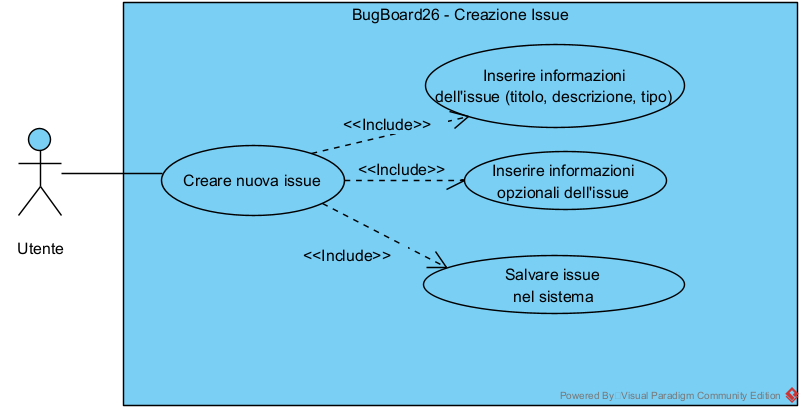 BugBoard26 - Creazione Issue
Inserire informazioni
dell'issue (titolo, descrizione, tipo)
<<Include>>
<<Include>>
Inserire informazioni
opzionali dell'issue
Creare nuova issue
Utente
<<Include>>
Salvare issue
nel sistema
Powered By: Visual Paradigm Community Edition